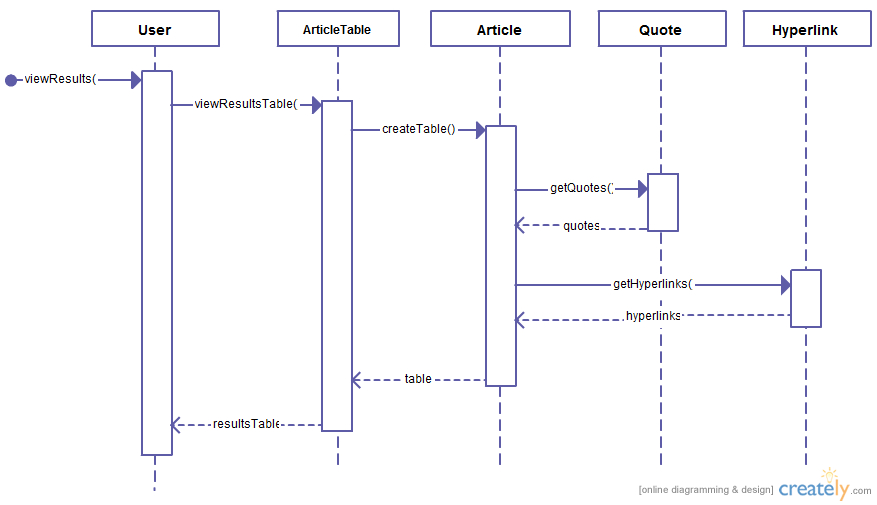 User
ArticleTable
Article
Quote
Hyperlink
viewResults(
viewResultsTable(
createTable()
getQuotes()
quotes
getHyperlinks(
hyperlinks
table
resultsTable
[online diagramming & design] creately.com